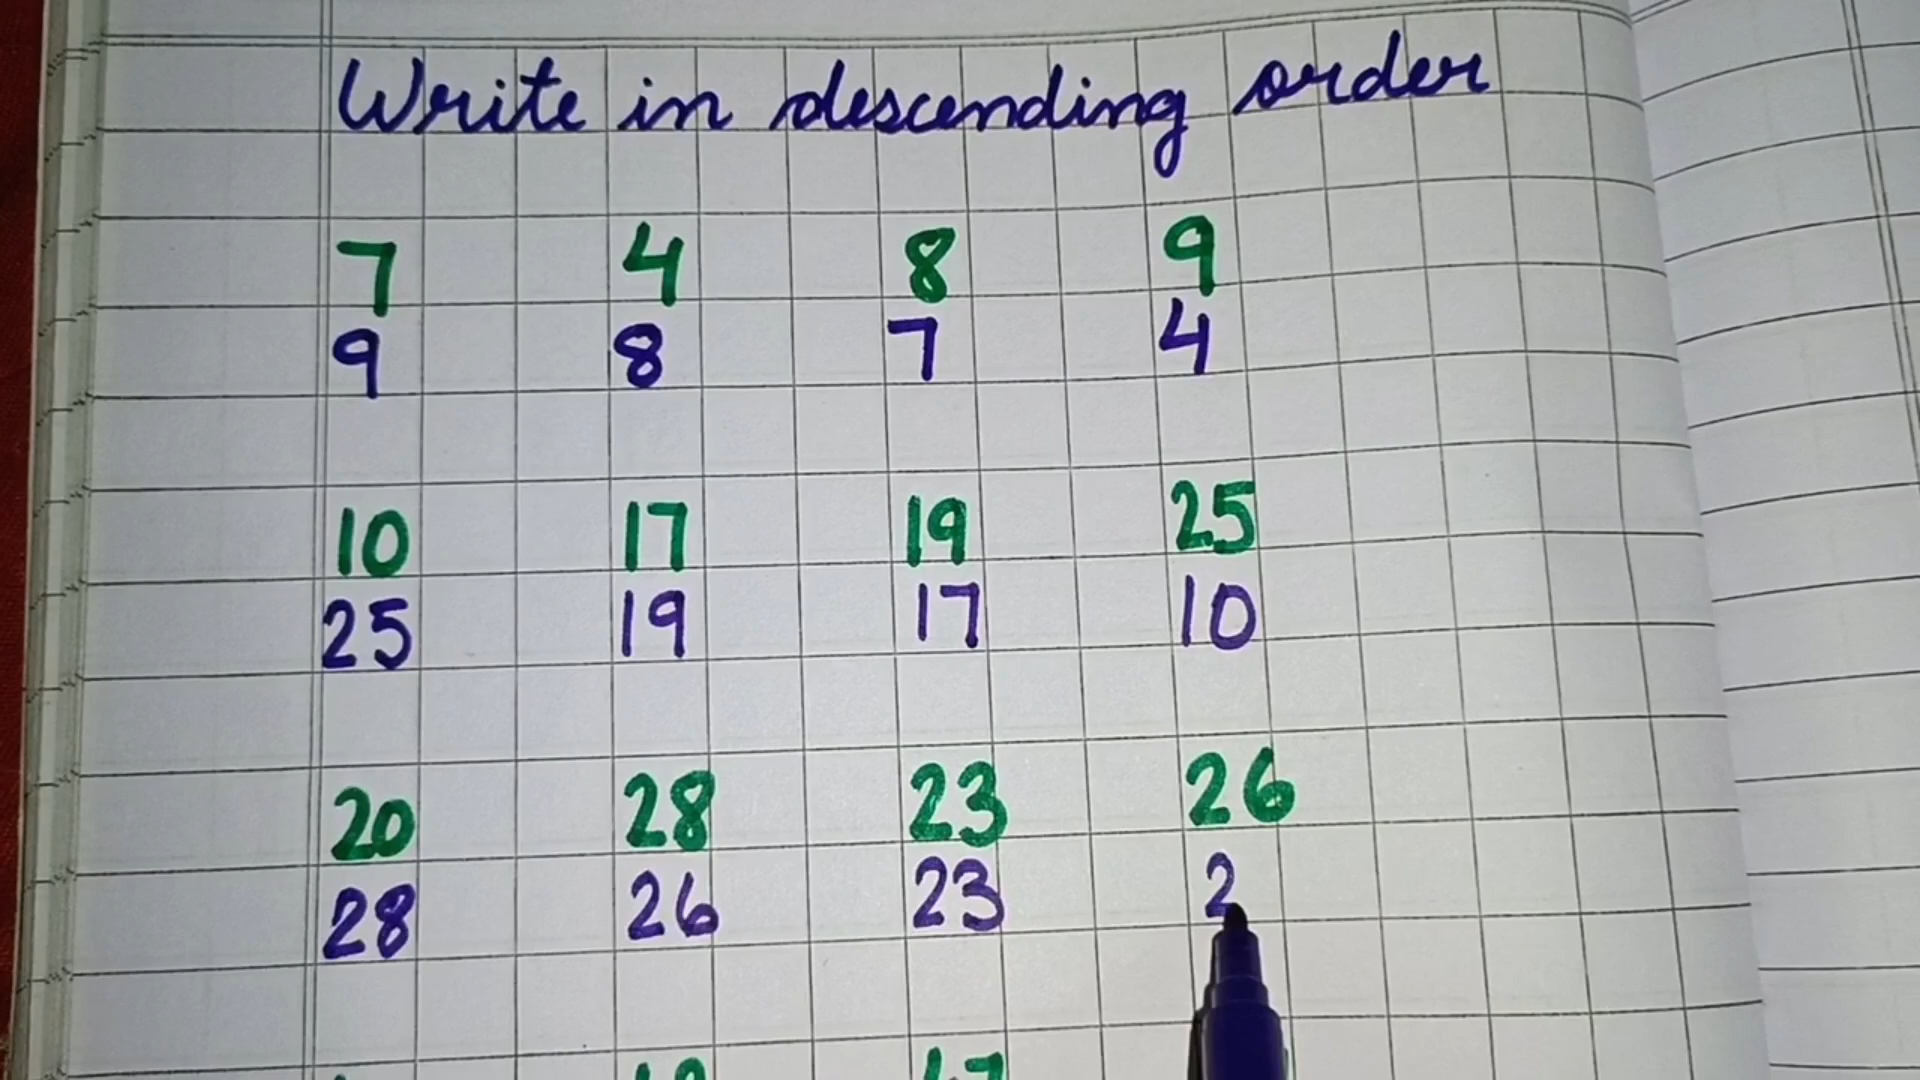 Write in descending order
7 4 8 9
9 8 7 4
10 17 19 25
25 19 17 10
20 28 23 26
28 26 23 2